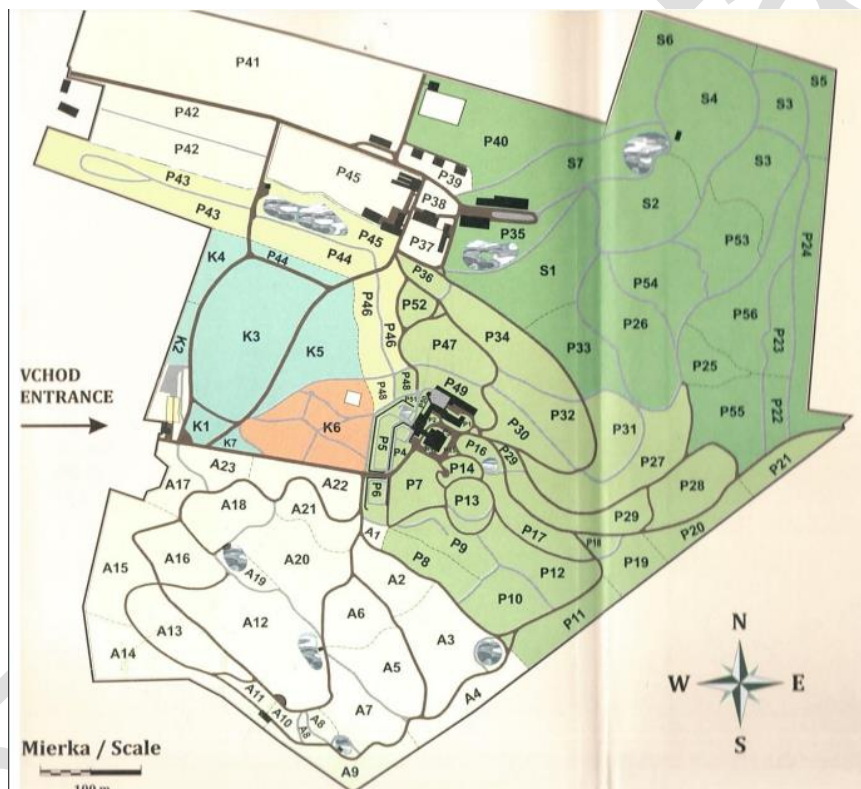 S6
P41
S5
S4
S3
P42
P40
S3
P42
S7
P45
P39
P43
S2
P38
P43
P35
P24
P45
P37
P53
K4
P44
P44
S1
P36
P54
P46
P52
P56
K3
P34
P26
P23
K2
K5
P46
P47
P33
P25
VCHOD
P48
P49
ENTRANCE
P48
P51
P32
P55
P22
K1
K6
P30
P31
K7
P5
P4
P16
P29
P27
A23
P14
P21
A17
A22
P6
P7
P28
A18
A21
P13
P29
A1
P17
P20
P9
P18
A15
A16
A20
P8
P19
A19
A2
P12
A6
P10
A12
P11
A13
A3
N
A14
A5
W
E
A11
A4
A10
A8
A7
A8
S
Mierka / Scale
A9
100 m